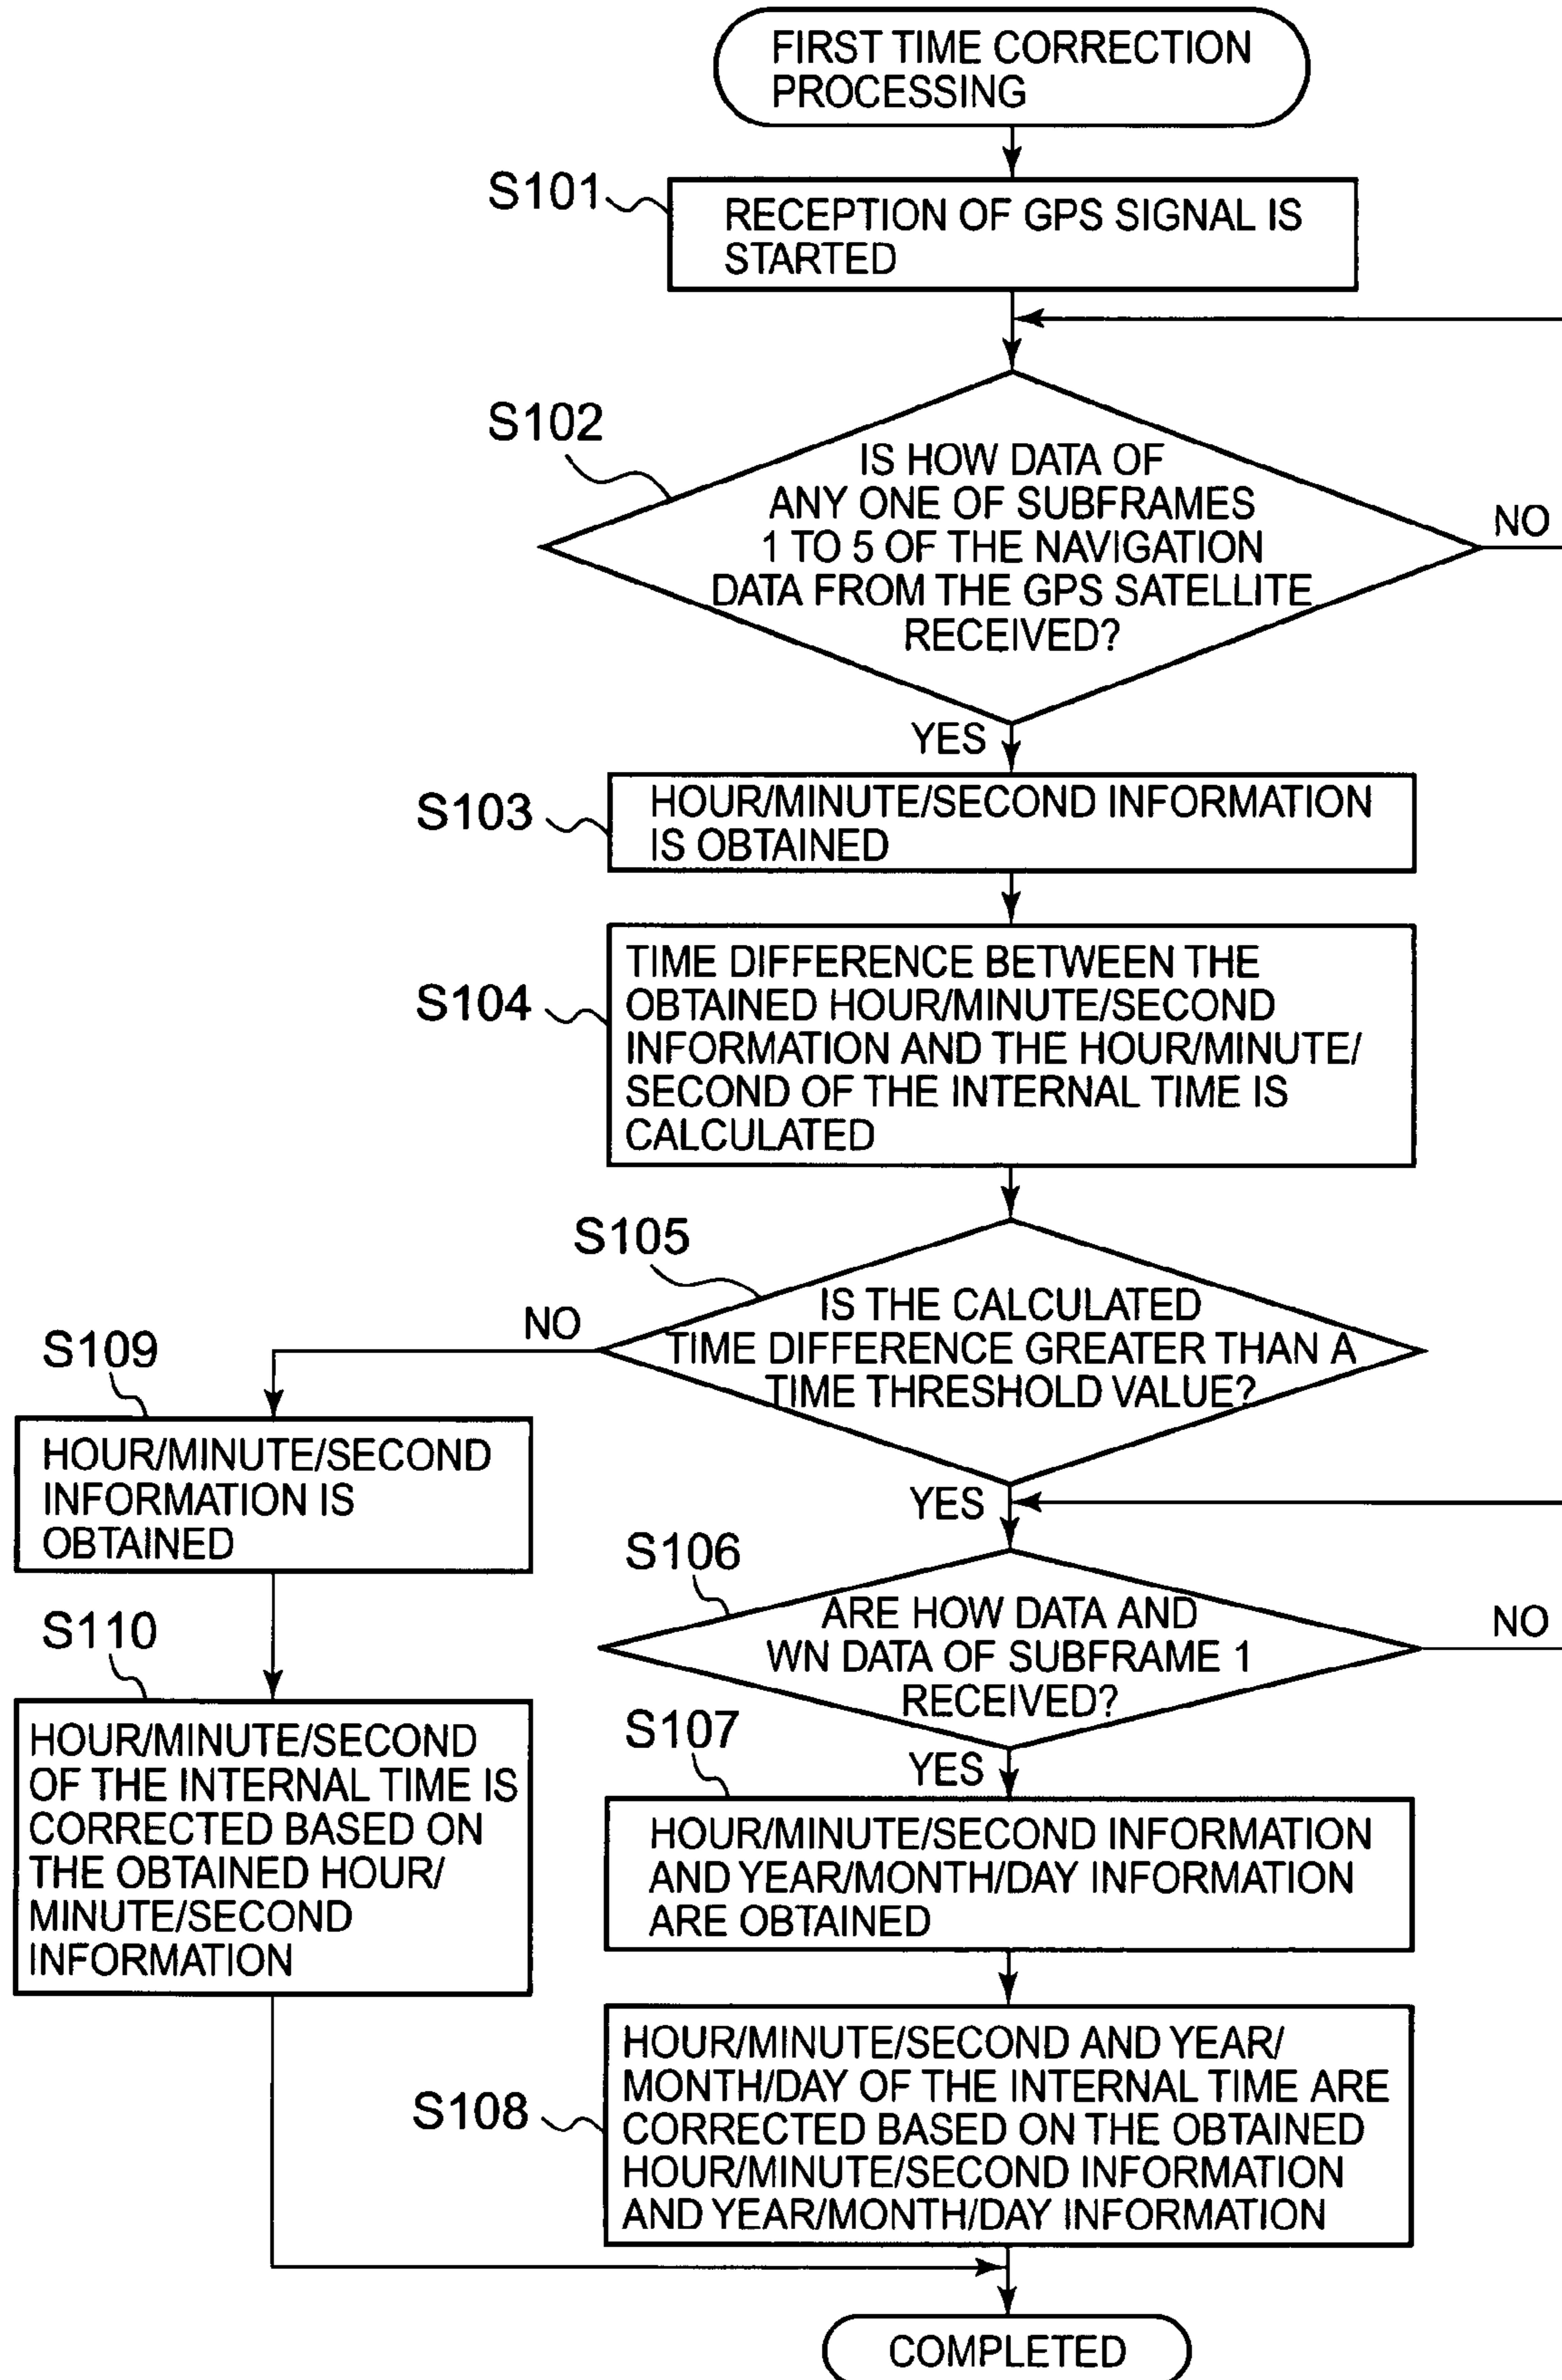 FIRST TIME CORRECTION
PROCESSING
S101
RECEPTION OF GPS SIGNAL IS
STARTED
S102
IS HOW DATA OF
ANY ONE OF SUBFRAMES
1 TO 5 OF THE NAVIGATION
DATA FROM THE GPS SATELLITE
RECEIVED?
NO
YES
S103
HOUR/MINUTE/SECOND INFORMATION
IS OBTAINED
S104
TIME DIFFERENCE BETWEEN THE
OBTAINED HOUR/MINUTE/SECOND
INFORMATION AND THE HOUR/MINUTE/
SECOND OF THE INTERNAL TIME IS
CALCULATED
S105
IS THE CALCULATED
TIME DIFFERENCE GREATER THAN A
TIME THRESHOLD VALUE?
NO
YES
S109
HOUR/MINUTE/SECOND
INFORMATION IS
OBTAINED
S110
HOUR/MINUTE/SECOND
OF THE INTERNAL TIME IS
CORRECTED BASED ON
THE OBTAINED HOUR/
MINUTE/SECOND
INFORMATION
S106
ARE HOW DATA AND
WN DATA OF SUBFRAME 1
RECEIVED?
NO
YES
S107
HOUR/MINUTE/SECOND INFORMATION
AND YEAR/MONTH/DAY INFORMATION
ARE OBTAINED
S108
HOUR/MINUTE/SECOND AND YEAR/
MONTH/DAY OF THE INTERNAL TIME ARE
CORRECTED BASED ON THE OBTAINED
HOUR/MINUTE/SECOND INFORMATION
AND YEAR/MONTH/DAY INFORMATION
COMPLETED